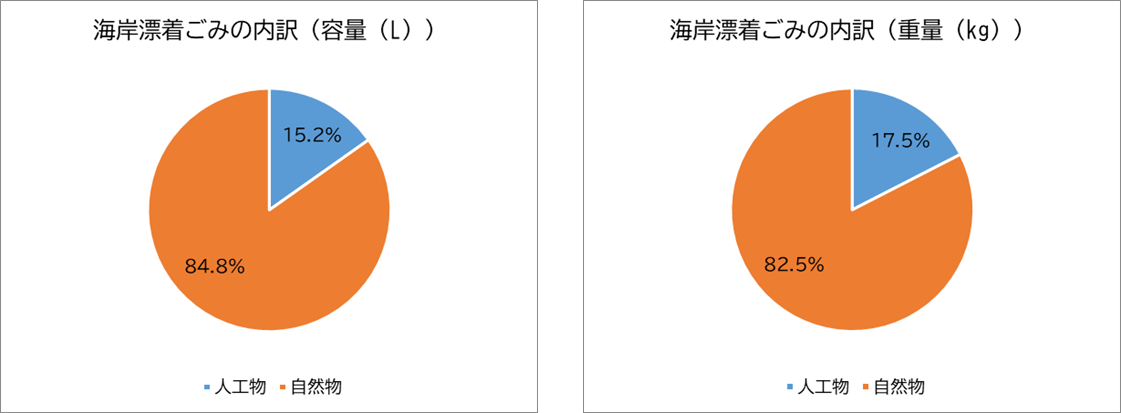 海岸漂着ごみの内訳（容量（L））
15.2%
84.8%
人工物 自然物
海岸漂着ごみの内訳（重量（kg））
17.5%
82.5%
人工物 自然物